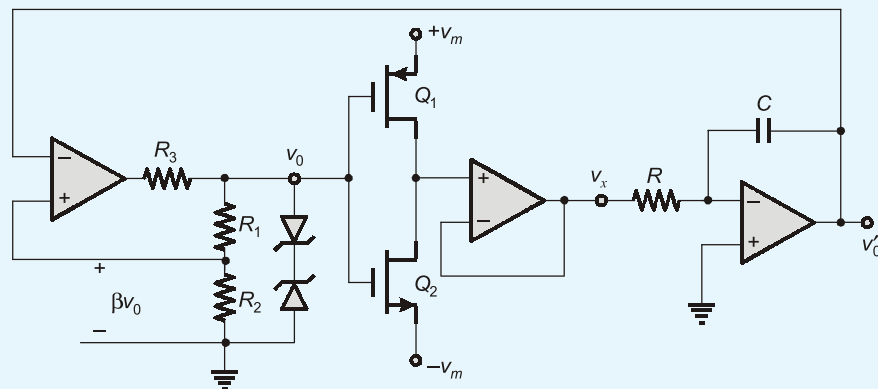 +v_m
Q_1
C
R_3
v_0
R_1
v_x
R
v_0'
+
βv_0
−
R_2
Q_2
−v_m
−
+
+
−
−
+